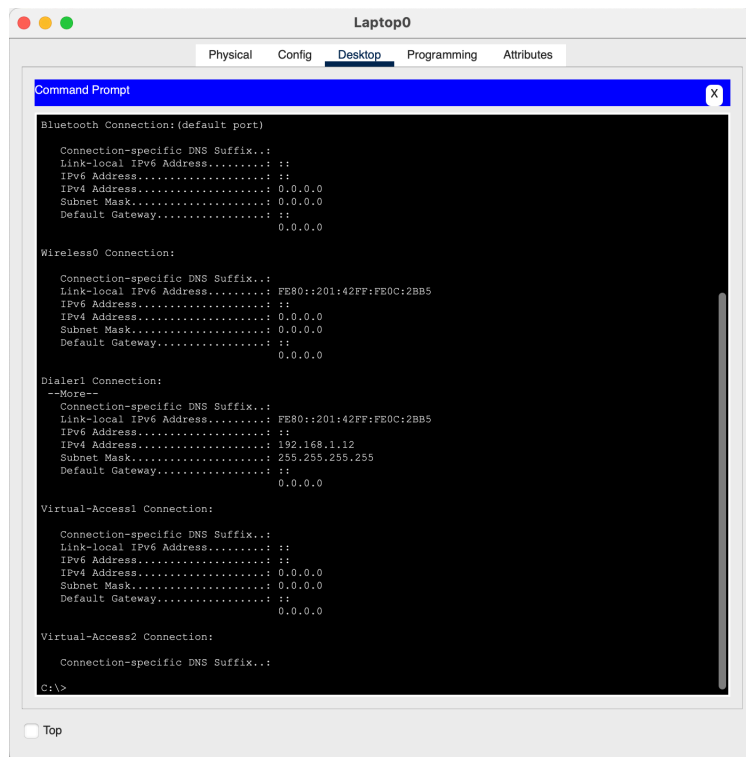 Laptop0
Physical Config Desktop Programming Attributes
Command Prompt
X
Bluetooth Connection:(default port)
Connection-specific DNS Suffix..:
Link-local IPv6 Address.........: ::
IPv6 Address....................: ::
IPv4 Address....................: 0.0.0.0
Subnet Mask.....................: 0.0.0.0
Default Gateway.................: ::
0.0.0.0
Wireless0 Connection:
Connection-specific DNS Suffix..:
Link-local IPv6 Address.........: FE80::201:42FF:FE0C:2BB5
IPv6 Address....................: ::
IPv4 Address....................: 0.0.0.0
Subnet Mask.....................: 0.0.0.0
Default Gateway.................: ::
0.0.0.0
Dialer1 Connection:
--More--
Connection-specific DNS Suffix..:
Link-local IPv6 Address.........: FE80::201:42FF:FE0C:2BB5
IPv6 Address....................: ::
IPv4 Address....................: 192.168.1.12
Subnet Mask.....................: 255.255.255.255
Default Gateway.................: ::
0.0.0.0
Virtual-Access1 Connection:
Connection-specific DNS Suffix..:
Link-local IPv6 Address.........: ::
IPv6 Address....................: ::
IPv4 Address....................: 0.0.0.0
Subnet Mask.....................: 0.0.0.0
Default Gateway.................: ::
0.0.0.0
Virtual-Access2 Connection:
Connection-specific DNS Suffix..:
C:\>
Top